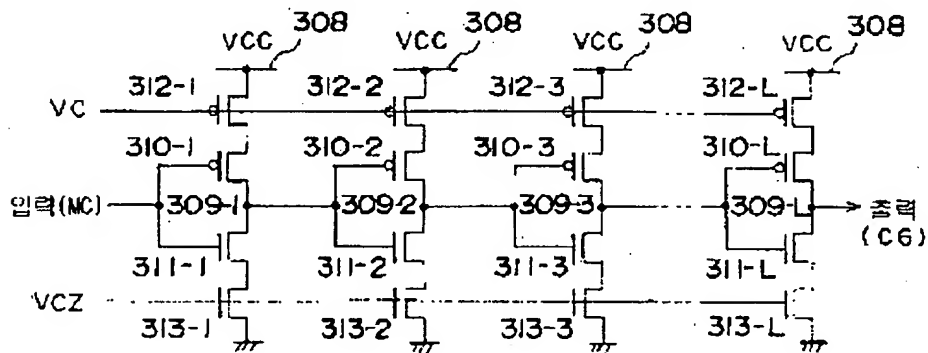 308 308 308 308
VCC VCC VCC VCC
312-1 312-2 312-3 312-L
VC
310-1 310-2 310-3 310-L
입력(MC) 309-1 309-2 309-3 309-L 출력
(C6)
311-1 311-2 311-3 311-L
VCZ
313-1 313-2 313-3 313-L